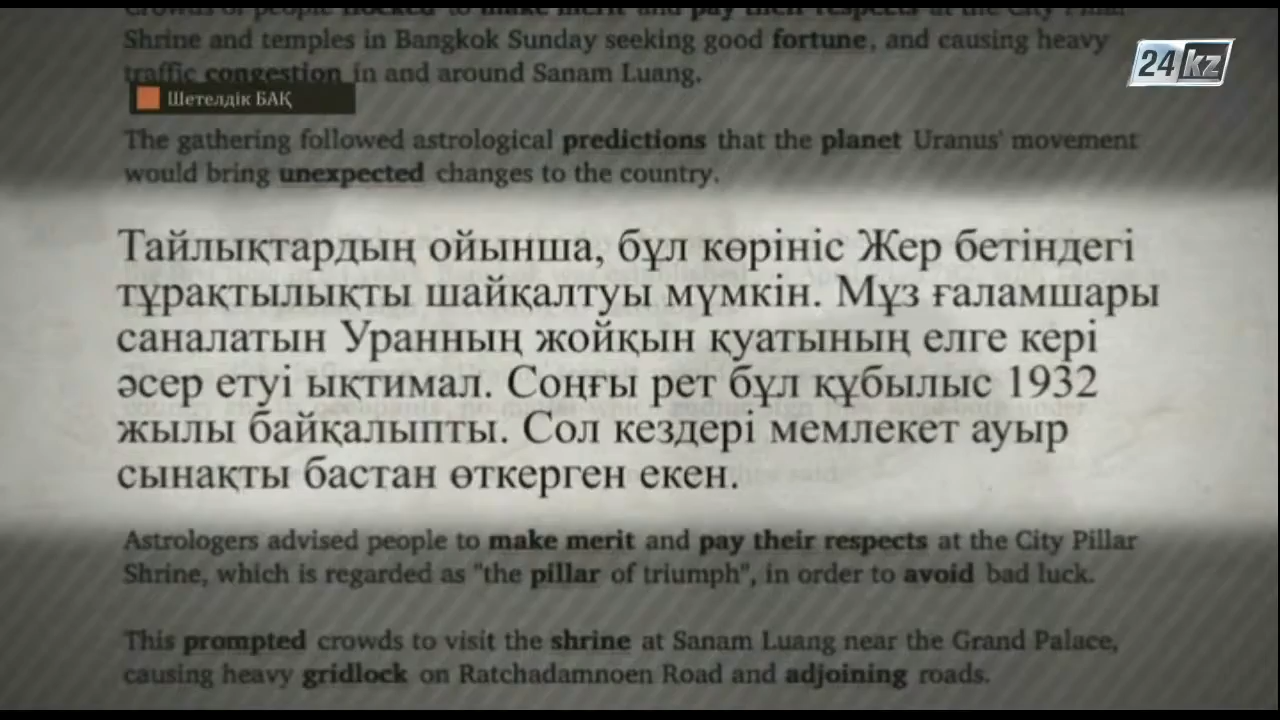 Crowds of people flocked to make merit and pay their respects at the City Pillar
Shrine and temples in Bangkok Sunday seeking good fortune, and causing heavy
traffic congestion in and around Sanam Luang.
24 kz
Шетелдік БАҚ
The gathering followed astrological predictions that the planet Uranus' movement
would bring unexpected changes to the country.
Тайлықтардың ойынша, бұл көрініс Жер бетіндегі
тұрақтылықты шайқалтуы мүмкін. Мұз ғаламшары
саналатын Уранның жойқын қуатының елге кері
әсер етуі ықтимал. Соңғы рет бұл құбылыс 1932
жылы байқалыпты. Сол кездері мемлекет ауыр
сынақты бастан өткерген екен.
Astrologers advised people to make merit and pay their respects at the City Pillar
Shrine, which is regarded as "the pillar of triumph", in order to avoid bad luck.
This prompted crowds to visit the shrine at Sanam Luang near the Grand Palace,
causing heavy gridlock on Ratchadamnoen Road and adjoining roads.